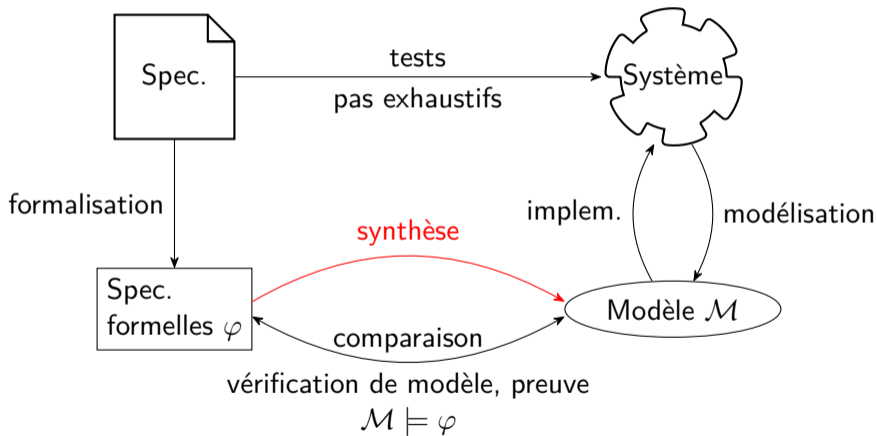 tests
Spec.
Système
pas exhaustifs
formalisation
implem.
modélisation
synthèse
Spec.
formelles φ
Modèle ℳ
comparaison
vérification de modèle, preuve
ℳ ⊨ φ